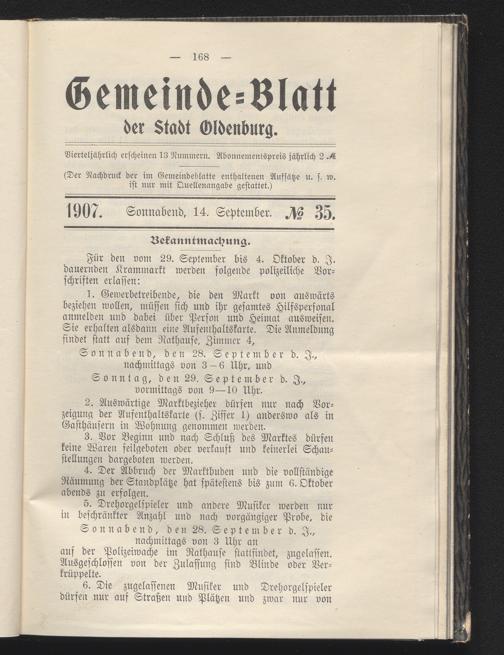 — 168 —
Gemeinde=Blatt
der Stadt Oldenburg.
Vierteljährlich erscheinen 13 Nummern. Abonnementspreis jährlich 2 ℳ
(Der Nachdruck der im Gemeindeblatte enthaltenen Aufsätze u. s. w.
ist nur mit Quellenangabe gestattet.)
1907. Sonnabend, 14. September. № 35.
Bekanntmachung.
Für den vom 29. September bis 4. Oktober d. J.
dauernden Krammarkt werden folgende polizeiliche Vor=
schriften erlassen:
1. Gewerbetreibende, die den Markt von auswärts
beziehen wollen, müssen sich und ihr gesamtes Hilfspersonal
anmelden und dabei über Person und Heimat ausweisen.
Sie erhalten alsdann eine Aufenthaltskarte. Die Anmeldung
findet statt auf dem Rathause, Zimmer 4,
Sonnabend, den 28. September d. J.,
nachmittags von 3–6 Uhr, und
Sonntag, den 29. September d. J.,
vormittags von 9—10 Uhr.
2. Auswärtige Marktbezieher dürfen nur nach Vor=
zeigung der Aufenthaltskarte (s. Ziffer 1) anderswo als in
Gasthäusern in Wohnung genommen werden.
3. Vor Beginn und nach Schluß des Marktes dürfen
keine Waren feilgeboten oder verkauft und keinerlei Schau=
stellungen dargeboten werden.
4. Der Abbruch der Marktbuden und die vollständige
Räumung der Standplätze hat spätestens bis zum 6. Oktober
abends zu erfolgen.
5. Drehorgelspieler und andere Musiker werden nur
in beschränkter Anzahl und nach vorgängiger Probe, die
Sonnabend, den 28. September d. J.,
nachmittags von 3 Uhr an
auf der Polizeiwache im Rathause stattfindet, zugelassen.
Ausgeschlossen von der Zulassung sind Blinde oder Ver=
krüppelte.
6. Die zugelassenen Musiker und Drehorgelspieler
dürfen nur auf Straßen und Plätzen und zwar nur von